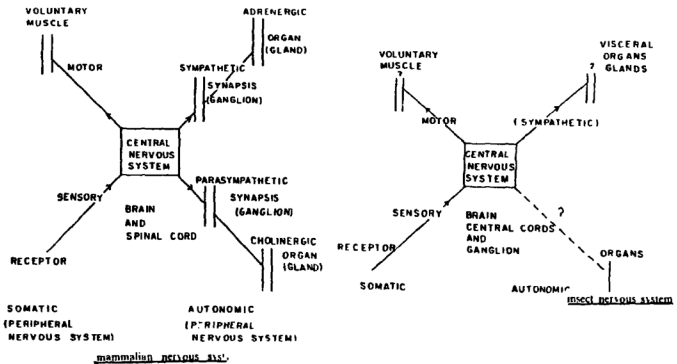 VOLUNTARY
MUSCLE
ADRENERGIC
ORGAN
(GLAND)
MOTOR
SYMPATHETIC
SYNAPSIS
(GANGLION)
CENTRAL
NERVOUS
SYSTEM
SENSORY
PARASYMPATHETIC
SYNAPSIS
(GANGLION)
BRAIN
AND
SPINAL CORD
CHOLINERGIC
ORGAN
(GLAND)
RECEPTOR
SOMATIC
(PERIPHERAL
NERVOUS SYSTEM)
AUTONOMIC
(PERIPHERAL
NERVOUS SYSTEM)
mammalian nervous
VOLUNTARY
MUSCLE
?
VISCERAL
ORGANS
GLANDS
?
MOTOR
(SYMPATHETIC)
CENTRAL
NERVOUS
SYSTEM
SENSORY
?
BRAIN
CENTRAL CORDS
AND
GANGLION
RECEPTOR
ORGANS
SOMATIC
AUTONOMIC
insect nervous system